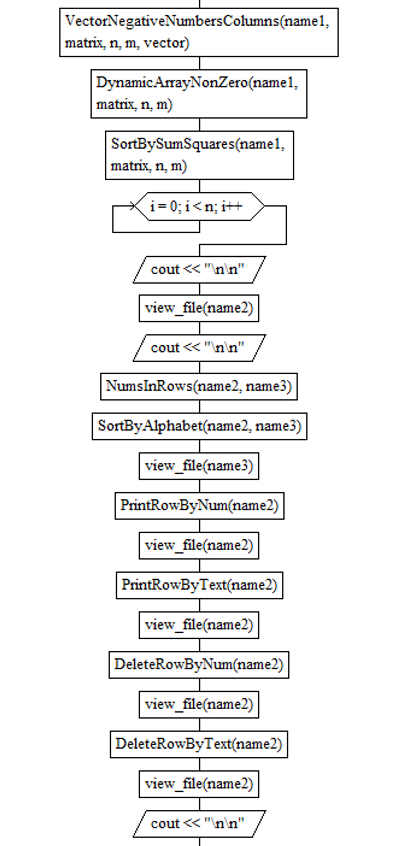 VectorNegativeNumbersColumns(name1,
matrix, n, m, vector)
DynamicArrayNonZero(name1,
matrix, n, m)
SortBySumSquares(name1,
matrix, n, m)
i = 0; i < n; i++
cout << "\n\n"
view_file(name2)
cout << "\n\n"
NumsInRows(name2, name3)
SortByAlphabet(name2, name3)
view_file(name3)
PrintRowByNum(name2)
view_file(name2)
PrintRowByText(name2)
view_file(name2)
DeleteRowByNum(name2)
view_file(name2)
DeleteRowByText(name2)
view_file(name2)
cout << "\n\n"